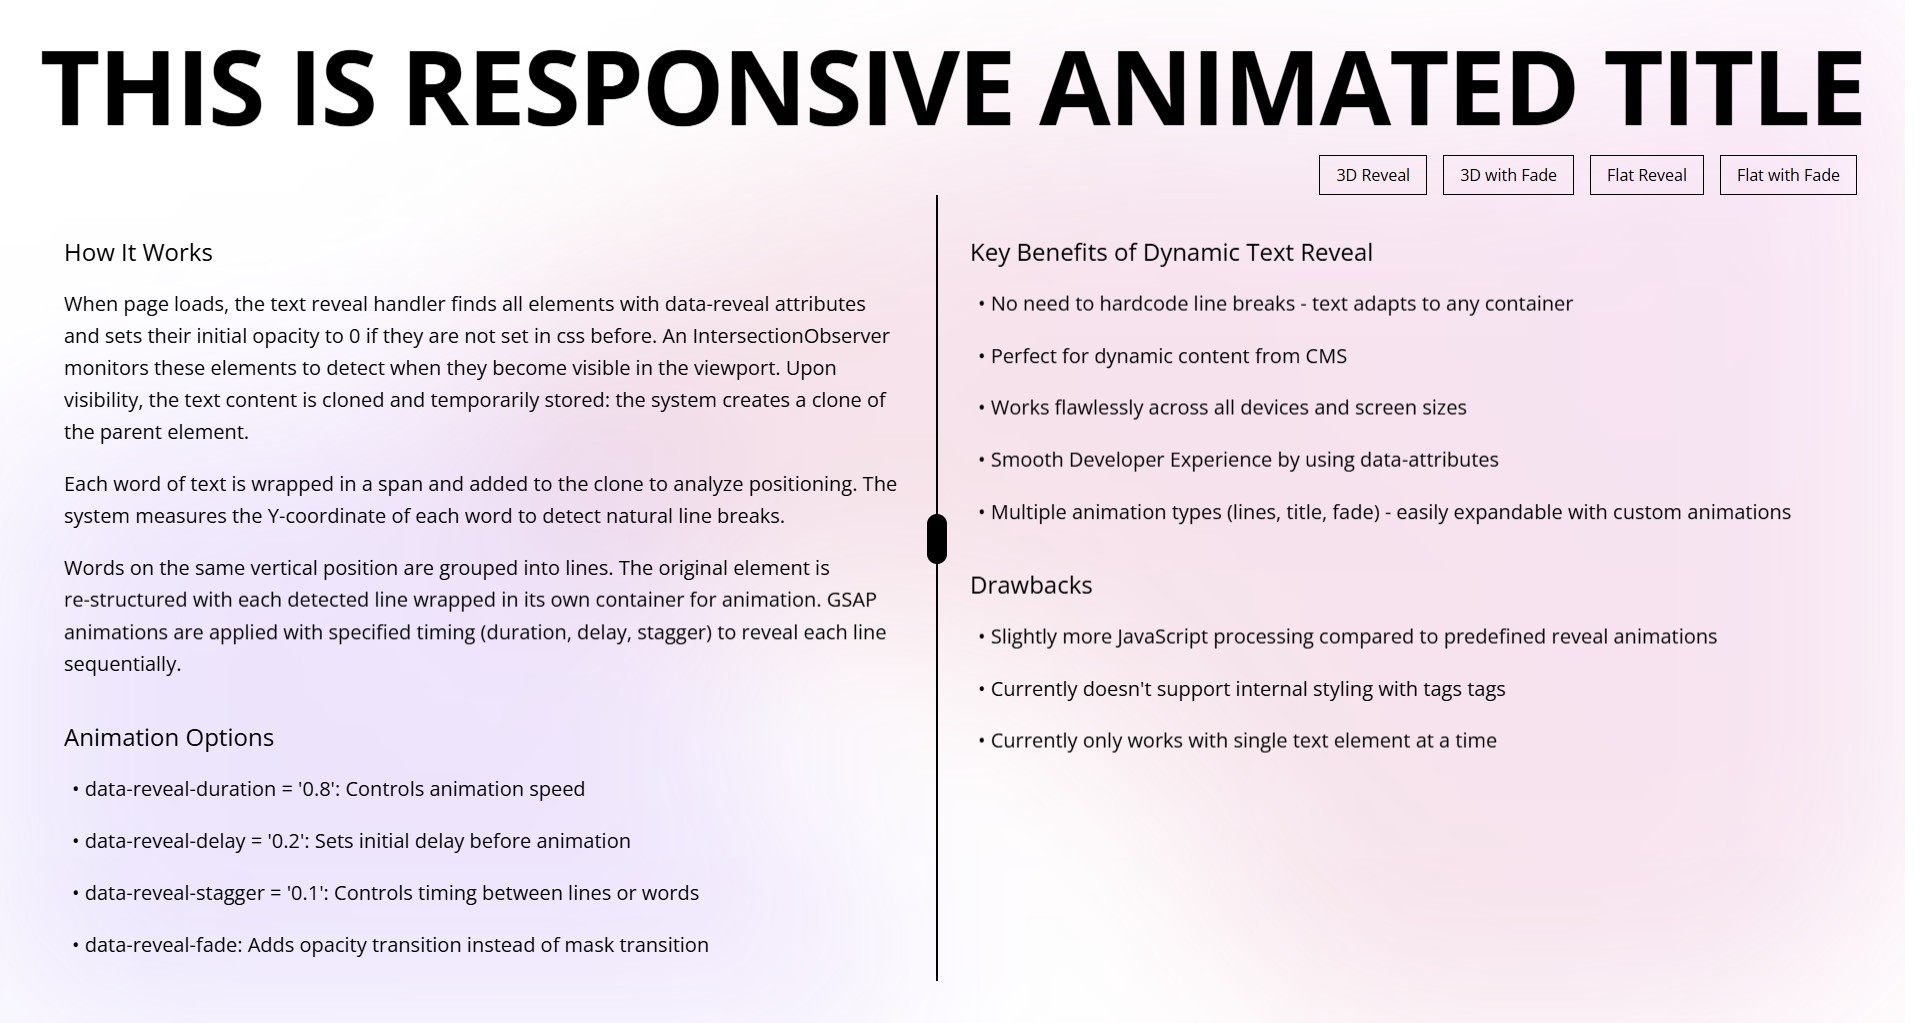 THIS IS RESPONSIVE ANIMATED TITLE
3D Reveal
3D with Fade
Flat Reveal
Flat with Fade
How It Works
When page loads, the text reveal handler finds all elements with data-reveal attributes
and sets their initial opacity to 0 if they are not set in css before. An IntersectionObserver
monitors these elements to detect when they become visible in the viewport. Upon
visibility, the text content is cloned and temporarily stored: the system creates a clone of
the parent element.
Each word of text is wrapped in a span and added to the clone to analyze positioning. The
system measures the Y-coordinate of each word to detect natural line breaks.
Words on the same vertical position are grouped into lines. The original element is
re-structured with each detected line wrapped in its own container for animation. GSAP
animations are applied with specified timing (duration, delay, stagger) to reveal each line
sequentially.
Animation Options
• data-reveal-duration = '0.8': Controls animation speed
• data-reveal-delay = '0.2': Sets initial delay before animation
• data-reveal-stagger = '0.1': Controls timing between lines or words
• data-reveal-fade: Adds opacity transition instead of mask transition
Key Benefits of Dynamic Text Reveal
• No need to hardcode line breaks - text adapts to any container
• Perfect for dynamic content from CMS
• Works flawlessly across all devices and screen sizes
• Smooth Developer Experience by using data-attributes
• Multiple animation types (lines, title, fade) - easily expandable with custom animations
Drawbacks
• Slightly more JavaScript processing compared to predefined reveal animations
• Currently doesn't support internal styling with tags tags
• Currently only works with single text element at a time